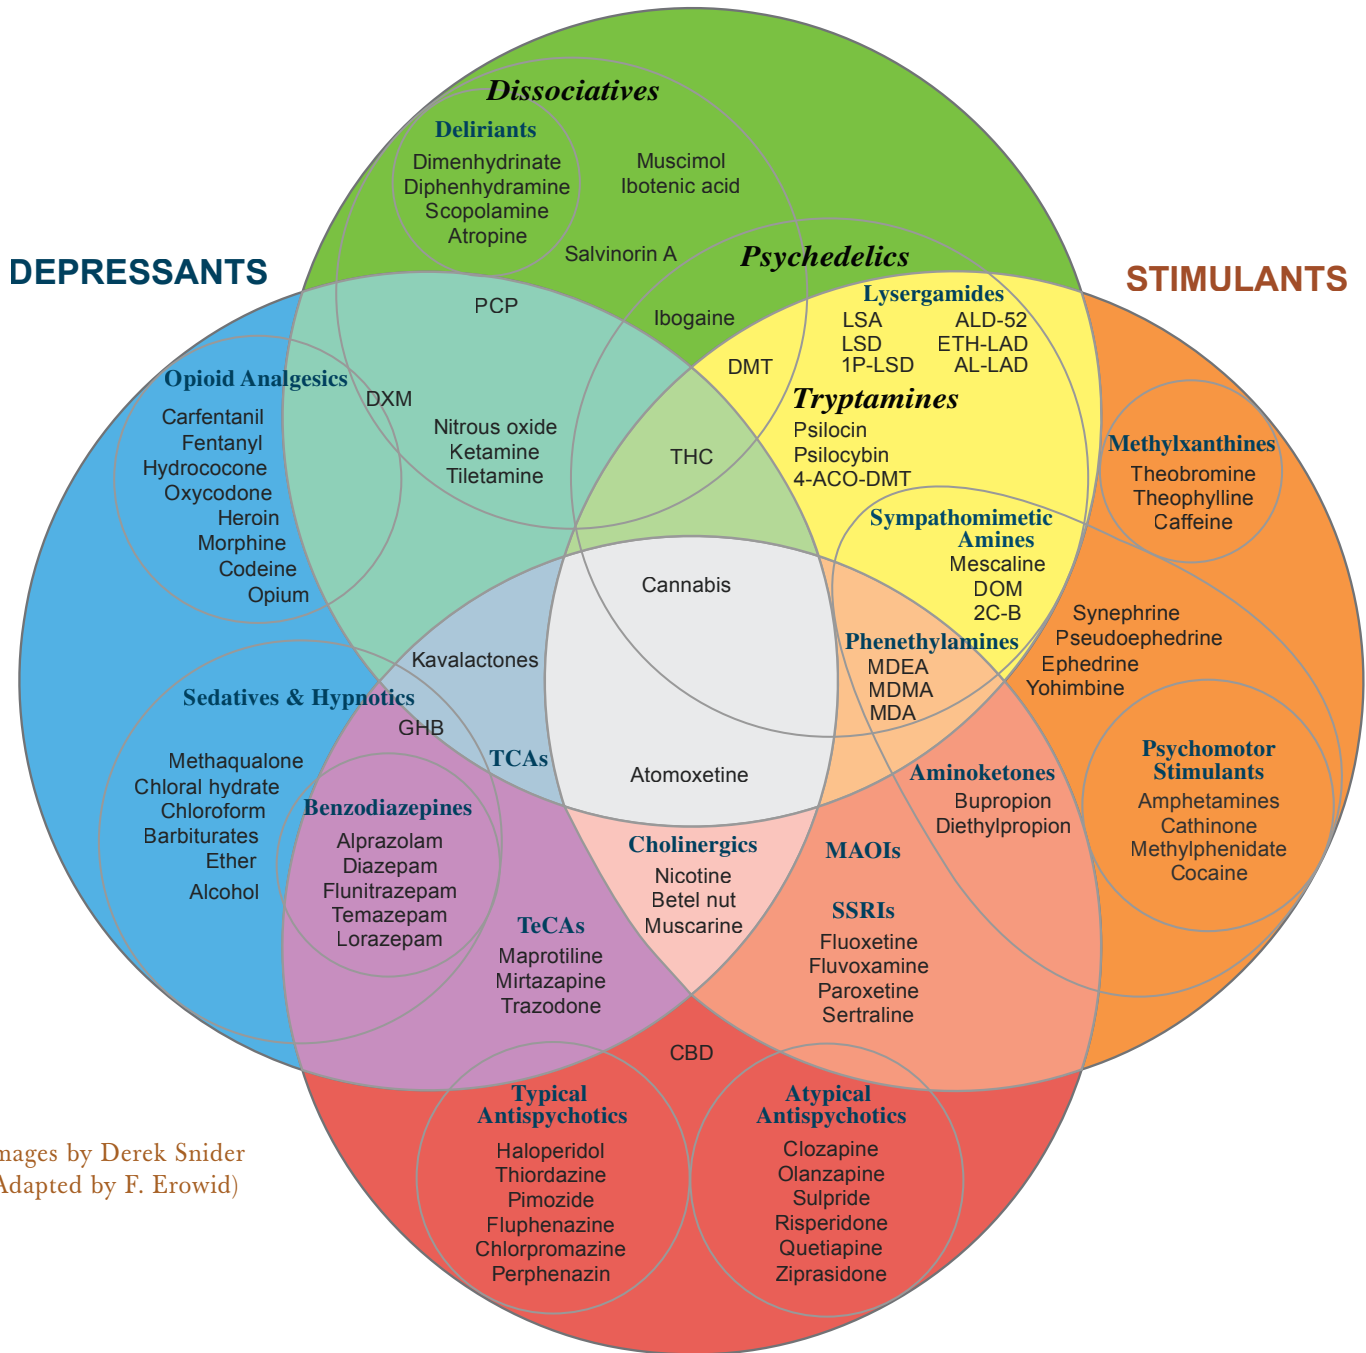 Dissociatives
Deliriants
Dimenhydrinate
Diphenhydramine
Scopolamine
Atropine
Muscimol
Ibotenic acid
Salvinorin A
Psychedelics
DEPRESSANTS
STIMULANTS
PCP
Ibogaine
Lysergamides
LSA ALD-52
LSD ETH-LAD
1P-LSD AL-LAD
DMT
Tryptamines
Psilocin
Psilocybin
4-ACO-DMT
Opioid Analgesics
Carfentanil
Fentanyl
Hydrococone
Oxycodone
Heroin
Morphine
Codeine
Opium
DXM
Nitrous oxide
Ketamine
Tiletamine
THC
Methylxanthines
Theobromine
Theophylline
Caffeine
Sympathomimetic
Amines
Mescaline
DOM
2C-B
Cannabis
Synephrine
Pseudoephedrine
Ephedrine
Yohimbine
Phenethylamines
MDEA
MDMA
MDA
Kavalactones
Sedatives & Hypnotics
GHB
Methaqualone
Chloral hydrate
Chloroform
Barbiturates
Ether
Alcohol
TCAs
Atomoxetine
Benzodiazepines
Alprazolam
Diazepam
Flunitrazepam
Temazepam
Lorazepam
Aminoketones
Bupropion
Diethylpropion
Psychomotor
Stimulants
Amphetamines
Cathinone
Methylphenidate
Cocaine
Cholinergics
Nicotine
Betel nut
Muscarine
MAOIs
SSRIs
Fluoxetine
Fluvoxamine
Paroxetine
Sertraline
TeCAs
Maprotiline
Mirtazapine
Trazodone
CBD
Typical
Antispychotics
Haloperidol
Thiordazine
Pimozide
Fluphenazine
Chlorpromazine
Perphenazin
Atypical
Antispychotics
Clozapine
Olanzapine
Sulpride
Risperidone
Quetiapine
Ziprasidone
mages by Derek Snider
Adapted by F. Erowid)